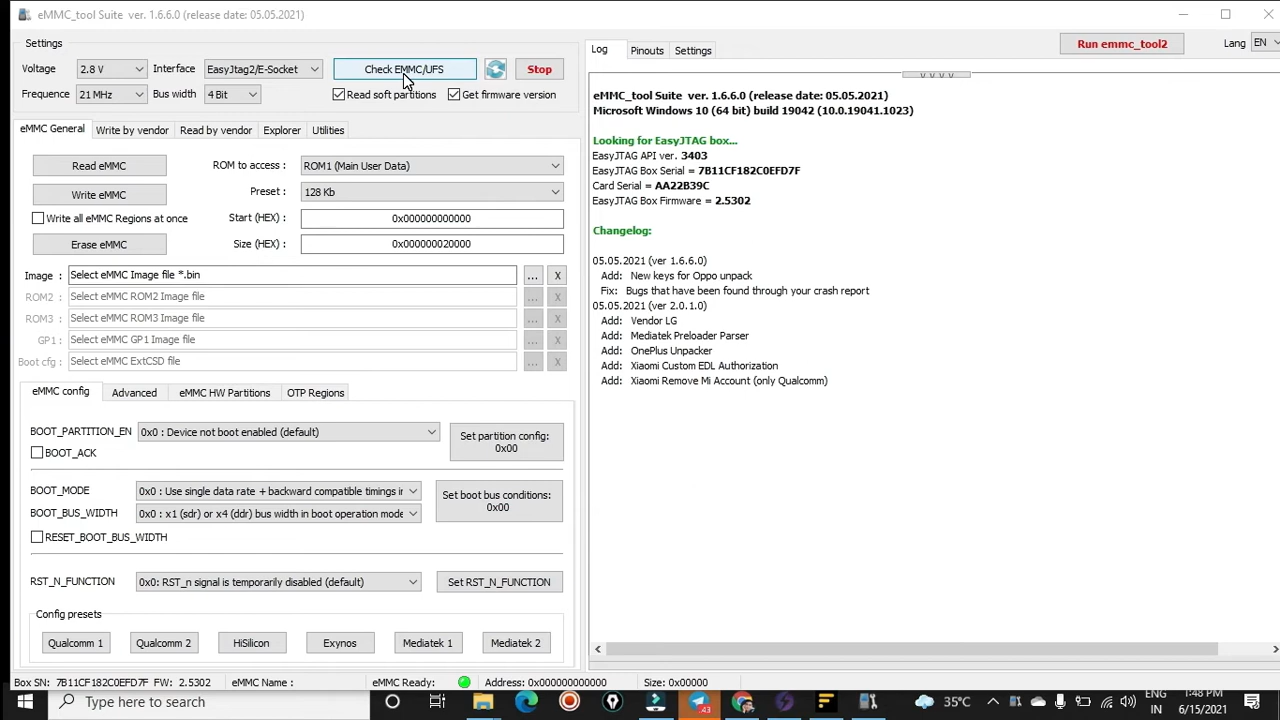 eMMC_tool Suite ver. 1.6.6.0 (release date: 05.05.2021)
Settings
Voltage 2.8 V Interface EasyJtag2/E-Socket Check EMMC/UFS Stop
Frequency 21 MHz Bus width 4 Bit Read soft partitions Get firmware version
eMMC General Write by vendor Read by vendor Explorer Utilities
Read eMMC ROM to access : ROM1 (Main User Data)
Write eMMC Preset : 128 Kb
Write all eMMC Regions at once Start (HEX) : 0x000000000000
Erase eMMC Size (HEX) : 0x000000020000
Image : Select eMMC Image file *.bin ... X
ROM2 : Select eMMC ROM2 Image file ... X
ROM3 : Select eMMC ROM3 Image file ... X
GP1 : Select eMMC GP1 Image file ... X
Boot cfg : Select eMMC ExtCSD file ... X
eMMC config Advanced eMMC HW Partitions OTP Regions
BOOT_PARTITION_EN 0x0 : Device not boot enabled (default) Set partition config:
0x00
BOOT_ACK
BOOT_MODE 0x0 : Use single data rate + backward compatible timings in Set boot bus conditions:
0x00
BOOT_BUS_WIDTH 0x0 : x1 (sdr) or x4 (ddr) bus width in boot operation mode
RESET_BOOT_BUS_WIDTH
RST_N_FUNCTION 0x0: RST_n signal is temporarily disabled (default) Set RST_N_FUNCTION
Config presets
Qualcomm 1 Qualcomm 2 HiSilicon Exynos Mediatek 1 Mediatek 2
Log Pinouts Settings Run emmc_tool2 Lang EN
eMMC_tool Suite ver. 1.6.6.0 (release date: 05.05.2021)
Microsoft Windows 10 (64 bit) build 19042 (10.0.19041.1023)
Looking for EasyJTAG box...
EasyJTAG API ver. 3403
EasyJTAG Box Serial = 7B11CF182C0EFD7F
Card Serial = AA22B39C
EasyJTAG Box Firmware = 2.5302
Changelog:
05.05.2021 (ver 1.6.6.0)
Add: New keys for Oppo unpack
Fix: Bugs that have been found through your crash report
05.05.2021 (ver 2.0.1.0)
Add: Vendor LG
Add: Mediatek Preloader Parser
Add: OnePlus Unpacker
Add: Xiaomi Custom EDL Authorization
Add: Xiaomi Remove Mi Account (only Qualcomm)
Box SN: 7B11CF182C0EFD7F FW: 2.5302 eMMC Name : eMMC Ready: Address: 0x000000000000 Size: 0x00000
Type here to search 43 35°C ENG 1:48 PM
IN 6/15/2021